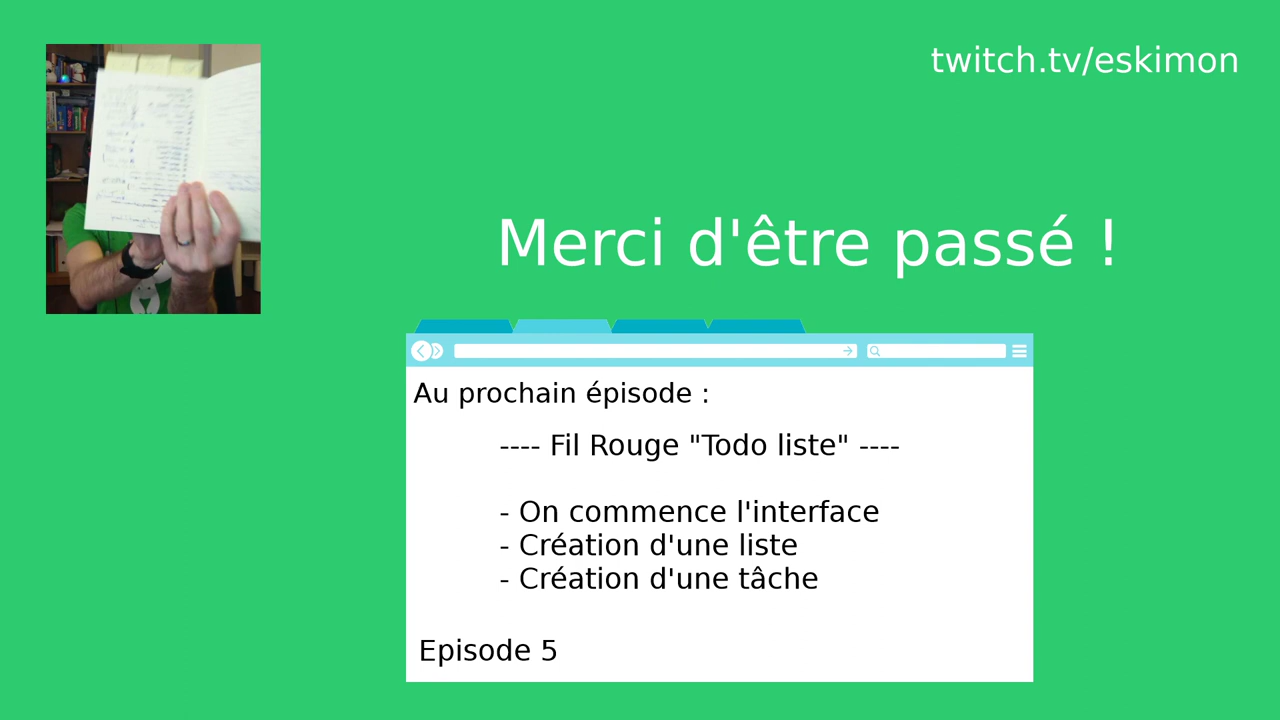 twitch.tv/eskimon
Merci d'être passé !
Au prochain épisode :
---- Fil Rouge "Todo liste" ----
- On commence l'interface
- Création d'une liste
- Création d'une tâche
Episode 5